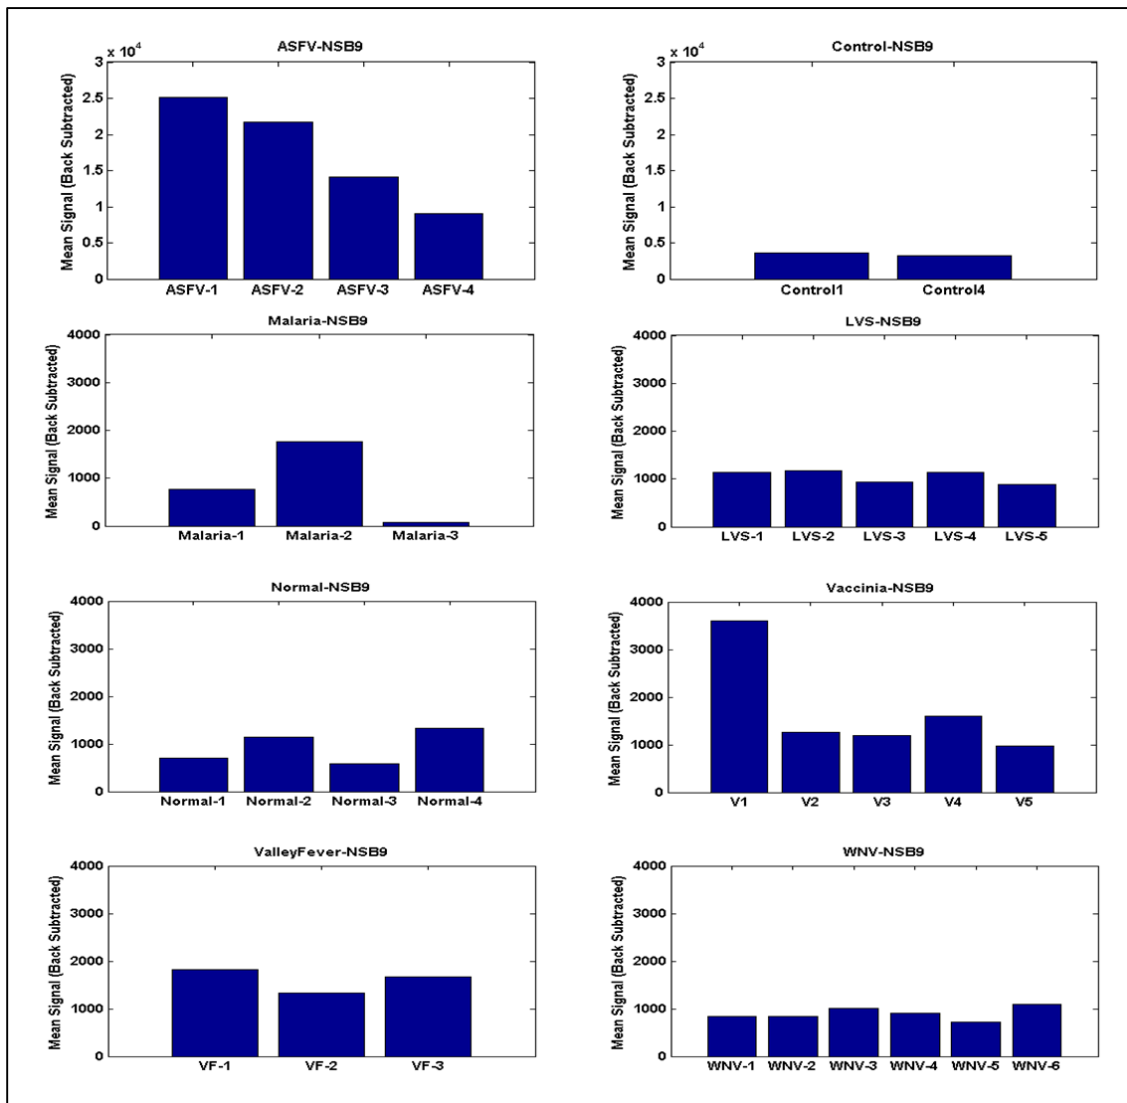 ASFV-NSB9
3 x 10⁴
2.5
2
1.5
1
0.5
0
Mean Signal (Back Subtracted)
ASFV-1 ASFV-2 ASFV-3 ASFV-4
Control-NSB9
3 x 10⁴
2.5
2
1.5
1
0.5
0
Mean Signal (Back Subtracted)
Control1 Control4
Malaria-NSB9
4000
3000
2000
1000
0
Mean Signal (Back Subtracted)
Malaria-1 Malaria-2 Malaria-3
LVS-NSB9
4000
3000
2000
1000
0
Mean Signal (Back Subtracted)
LVS-1 LVS-2 LVS-3 LVS-4 LVS-5
Normal-NSB9
4000
3000
2000
1000
0
Mean Signal (Back Subtracted)
Normal-1 Normal-2 Normal-3 Normal-4
Vaccinia-NSB9
4000
3000
2000
1000
0
Mean Signal (Back Subtracted)
V1 V2 V3 V4 V5
ValleyFever-NSB9
4000
3000
2000
1000
0
Mean Signal (Back Subtracted)
VF-1 VF-2 VF-3
WNV-NSB9
4000
3000
2000
1000
0
Mean Signal (Back Subtracted)
WNV-1 WNV-2 WNV-3 WNV-4 WNV-5 WNV-6